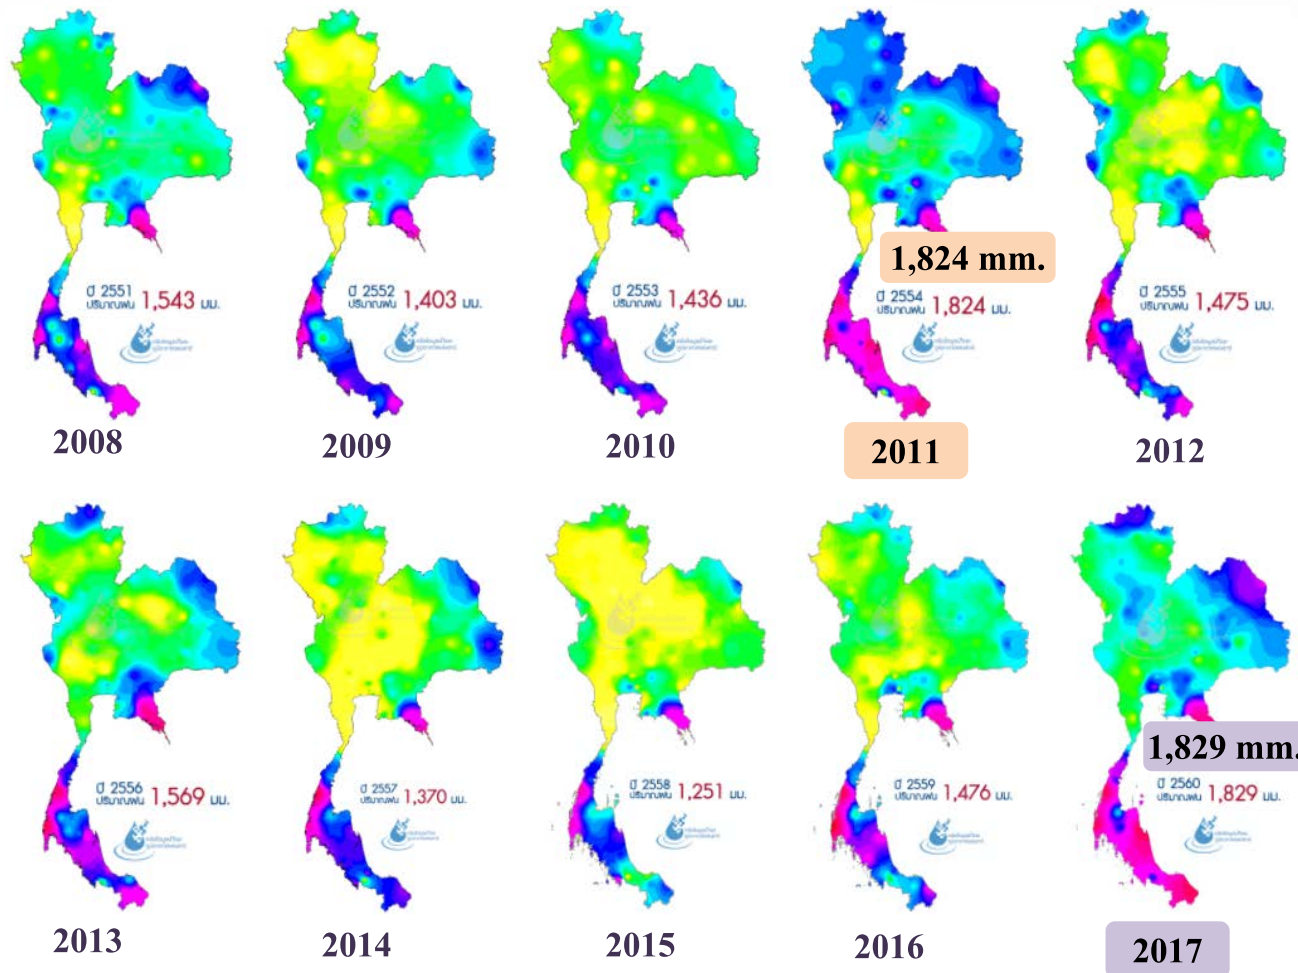 ปี 2551
ปริมาณฝน 1,543 มม.
2008
ปี 2552
ปริมาณฝน 1,403 มม.
2009
ปี 2553
ปริมาณฝน 1,436 มม.
2010
1,824 mm.
ปี 2554
ปริมาณฝน 1,824 มม.
2011
ปี 2555
ปริมาณฝน 1,475 มม.
2012
ปี 2556
ปริมาณฝน 1,569 มม.
2013
ปี 2557
ปริมาณฝน 1,370 มม.
2014
ปี 2558
ปริมาณฝน 1,251 มม.
2015
ปี 2559
ปริมาณฝน 1,476 มม.
2016
1,829 mm.
ปี 2560
ปริมาณฝน 1,829 มม.
2017